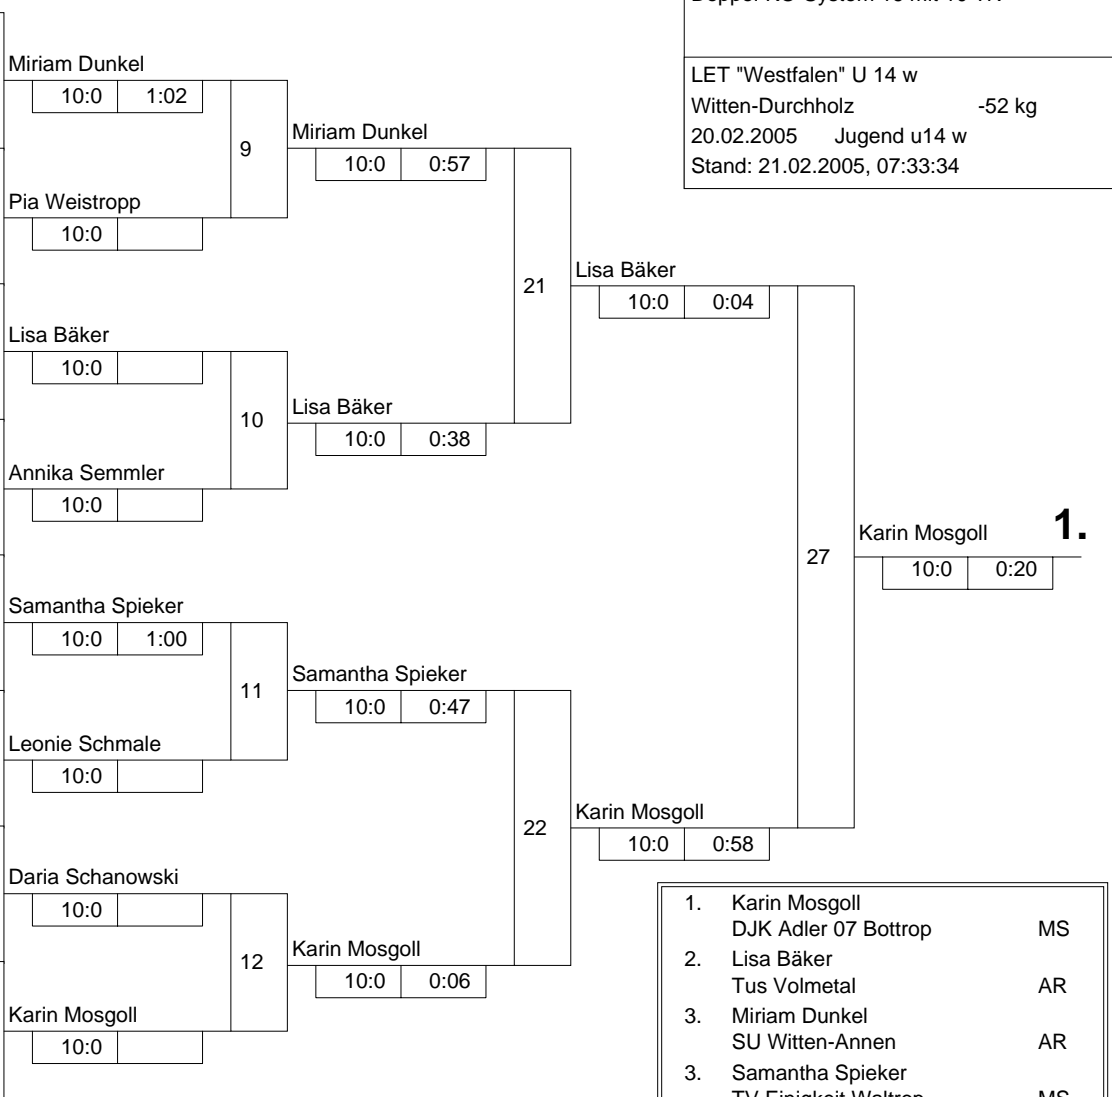 LET "Westfalen" U 14 w
Witten-Durchholz -52 kg
20.02.2005 Jugend u14 w
Stand: 21.02.2005, 07:33:34
Miriam Dunkel
10:0 1:02
9
Pia Weistropp
10:0
Miriam Dunkel
10:0 0:57
Lisa Bäker
10:0
10
Annika Semmler
10:0
Lisa Bäker
10:0 0:38
21
Lisa Bäker
10:0 0:04
Samantha Spieker
10:0 1:00
11
Leonie Schmale
10:0
Samantha Spieker
10:0 0:47
Daria Schanowski
10:0
12
Karin Mosgoll
10:0
Karin Mosgoll
10:0 0:06
22
Karin Mosgoll
10:0 0:58
27
Karin Mosgoll 1.
10:0 0:20
1. Karin Mosgoll
DJK Adler 07 Bottrop MS
2. Lisa Bäker
Tus Volmetal AR
3. Miriam Dunkel
SU Witten-Annen AR
3. Samantha Spieker
TV Einigkeit Waltrop MS